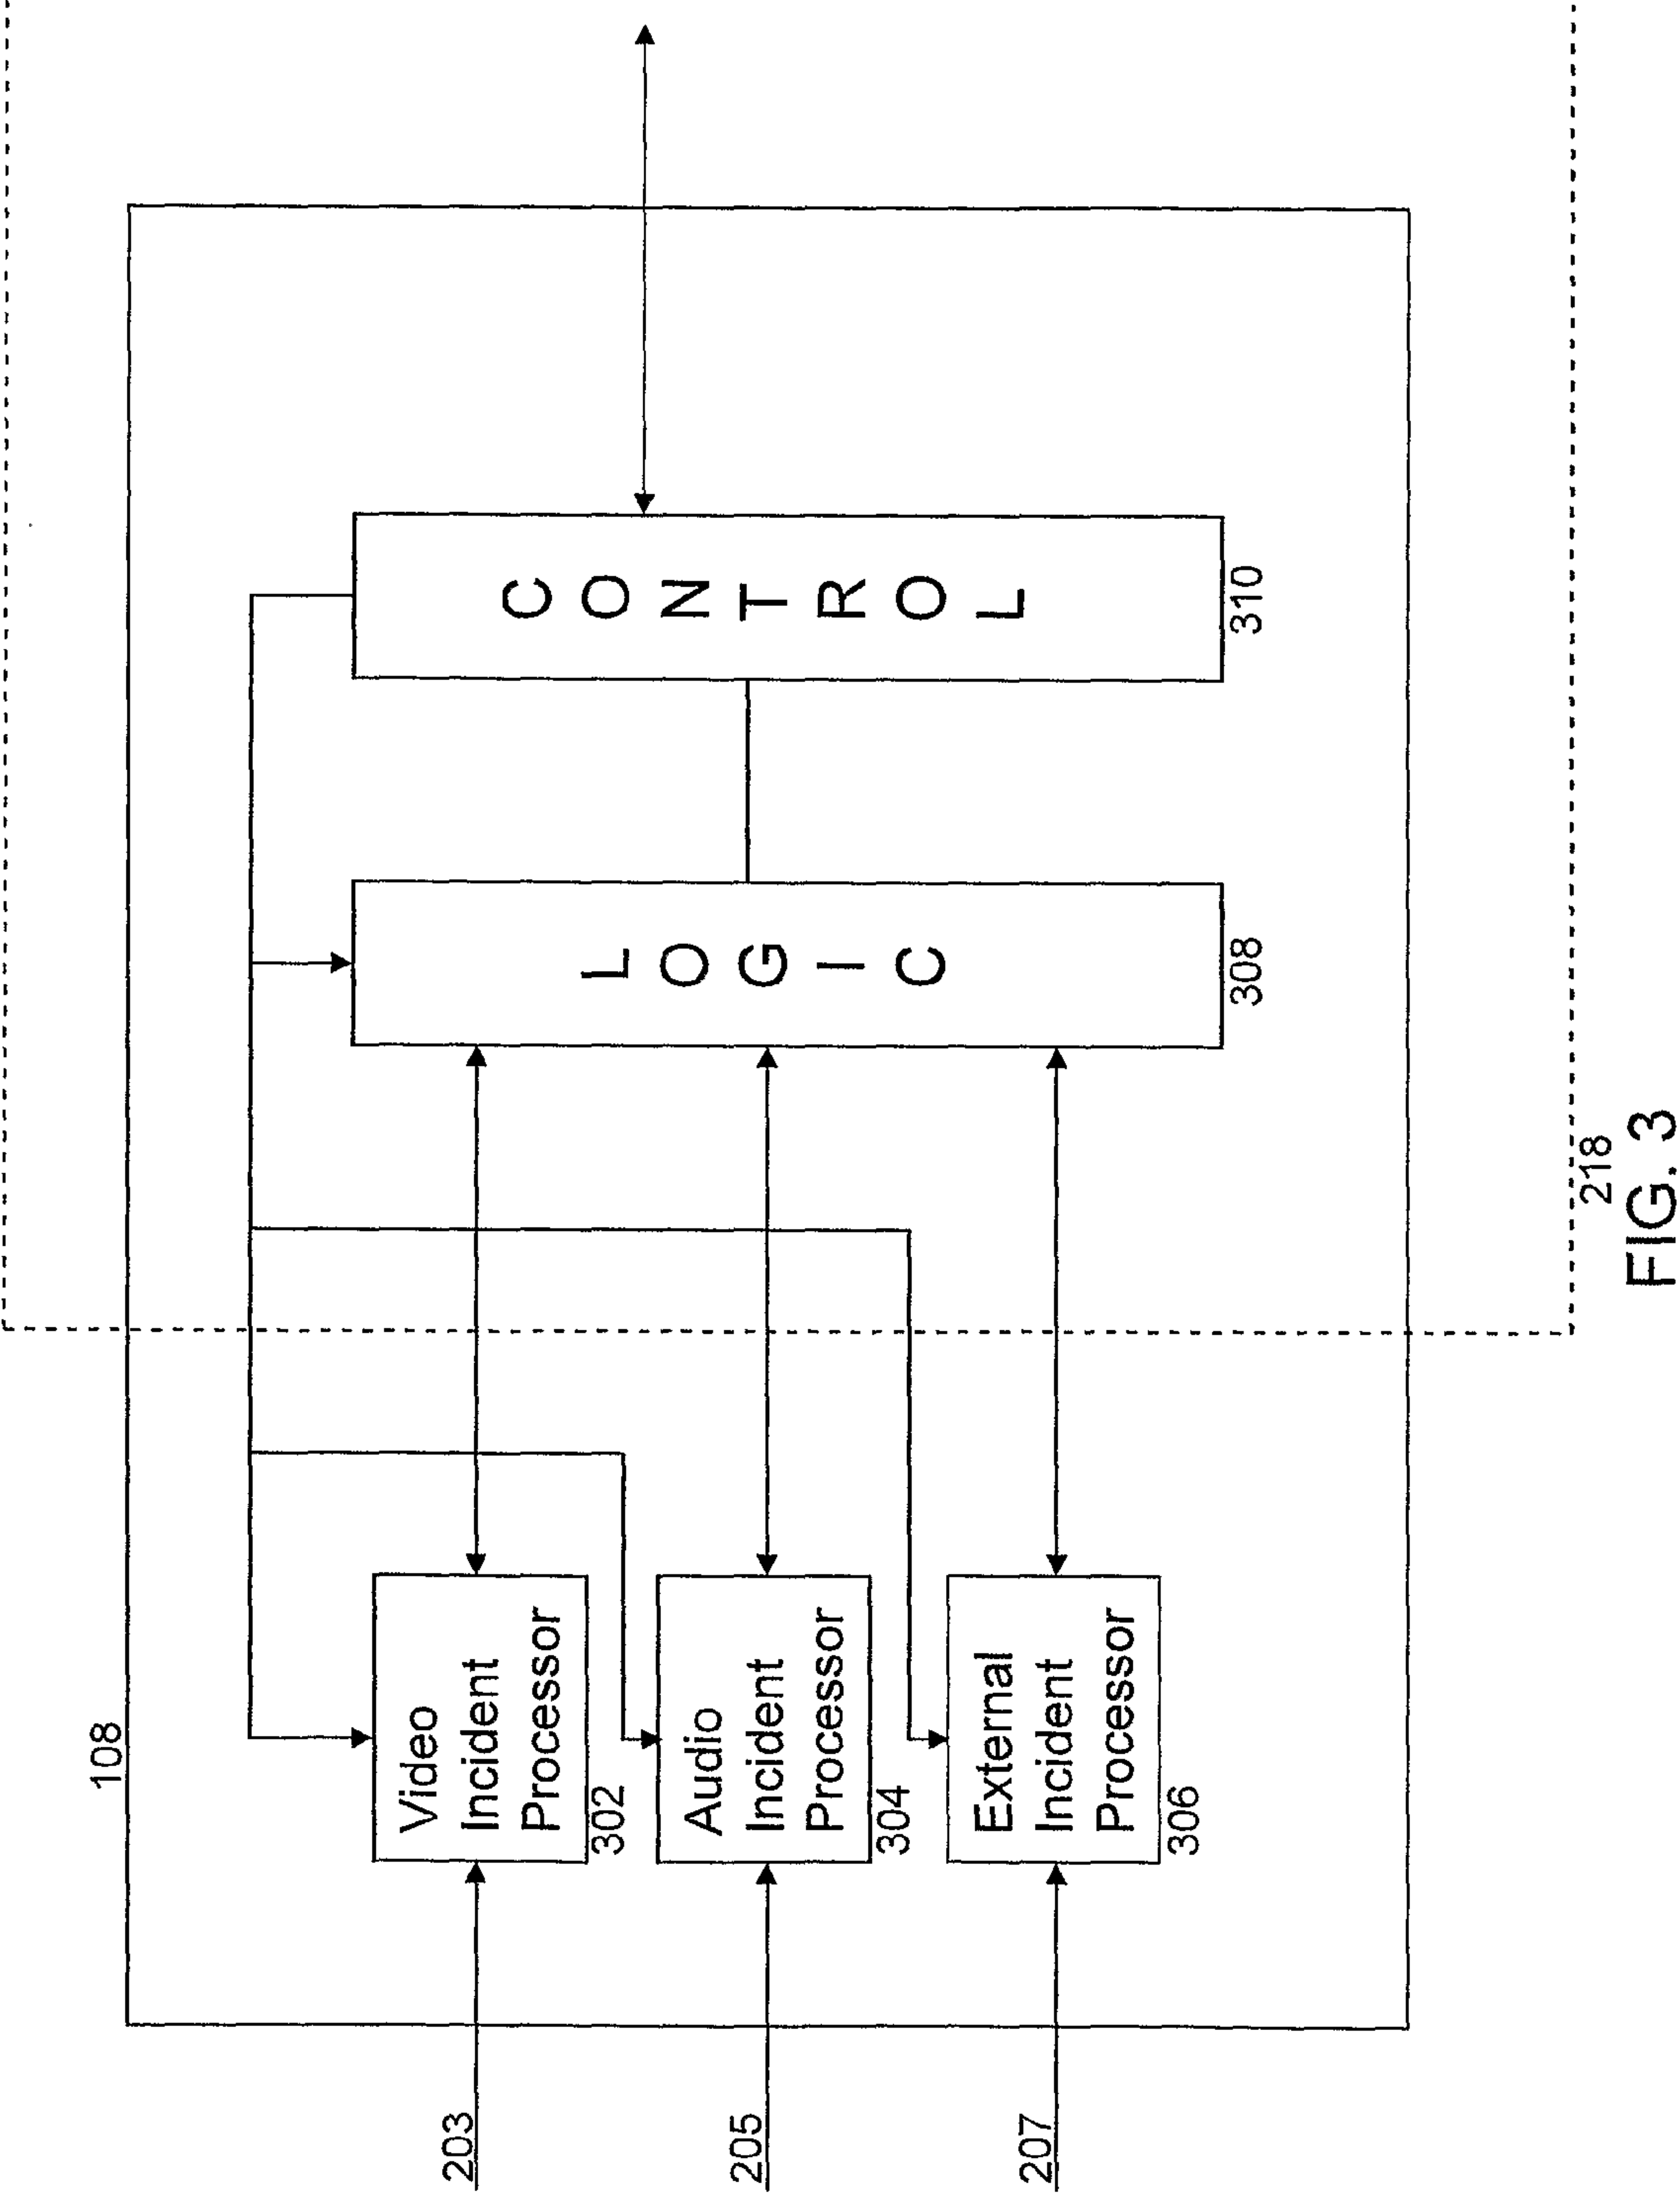 108
203
Video
Incident
Processor
302
205
Audio
Incident
Processor
304
207
External
Incident
Processor
306
LOGIC
308
CONTROL
310
218
FIG. 3